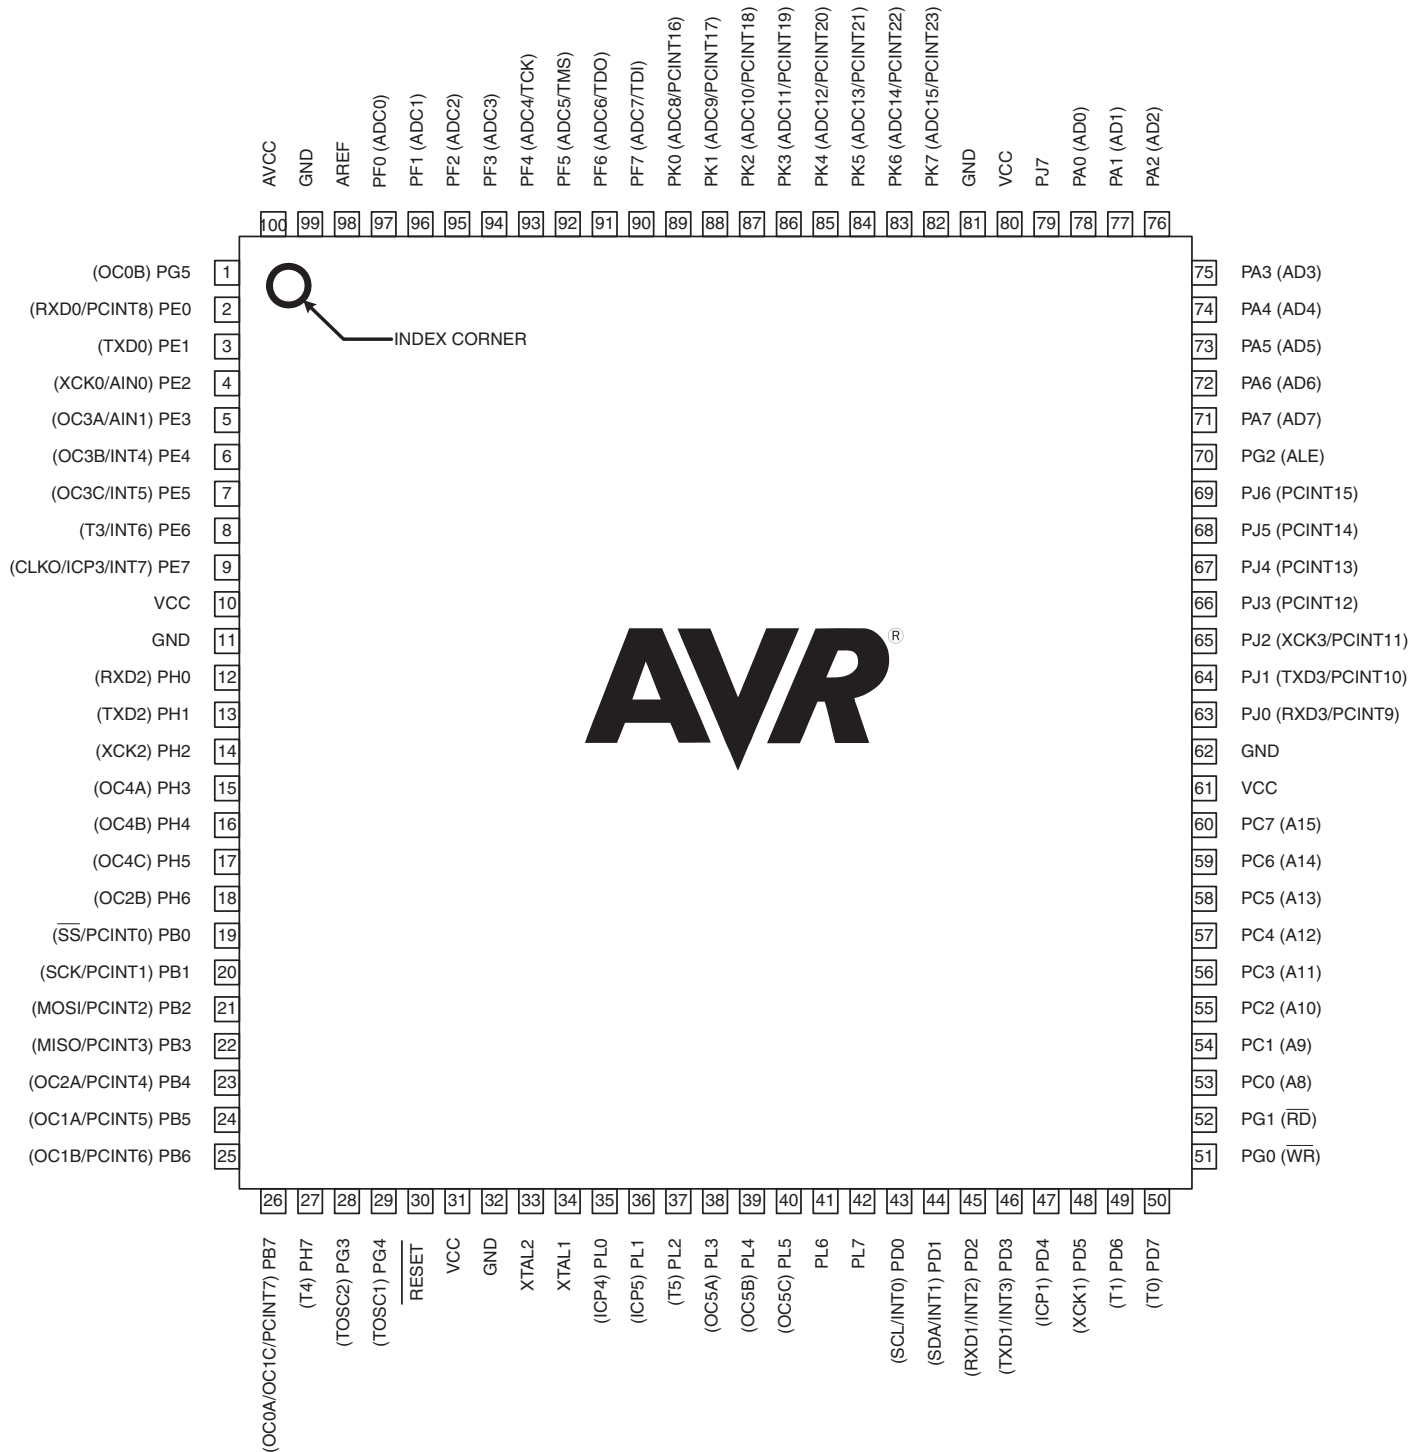 AVCC
GND
AREF
PF0 (ADC0)
PF1 (ADC1)
PF2 (ADC2)
PF3 (ADC3)
PF4 (ADC4/TCK)
PF5 (ADC5/TMS)
PF6 (ADC6/TDO)
PF7 (ADC7/TDI)
PK0 (ADC8/PCINT16)
PK1 (ADC9/PCINT17)
PK2 (ADC10/PCINT18)
PK3 (ADC11/PCINT19)
PK4 (ADC12/PCINT20)
PK5 (ADC13/PCINT21)
PK6 (ADC14/PCINT22)
PK7 (ADC15/PCINT23)
GND
VCC
PJ7
PA0 (AD0)
PA1 (AD1)
PA2 (AD2)
100 99 98 97 96 95 94 93 92 91 90 89 88 87 86 85 84 83 82 81 80 79 78 77 76
(OC0B) PG5 1
(RXD0/PCINT8) PE0 2
(TXD0) PE1 3
(XCK0/AIN0) PE2 4
(OC3A/AIN1) PE3 5
(OC3B/INT4) PE4 6
(OC3C/INT5) PE5 7
(T3/INT6) PE6 8
(CLKO/ICP3/INT7) PE7 9
VCC 10
GND 11
(RXD2) PH0 12
(TXD2) PH1 13
(XCK2) PH2 14
(OC4A) PH3 15
(OC4B) PH4 16
(OC4C) PH5 17
(OC2B) PH6 18
(SS/PCINT0) PB0 19
(SCK/PCINT1) PB1 20
(MOSI/PCINT2) PB2 21
(MISO/PCINT3) PB3 22
(OC2A/PCINT4) PB4 23
(OC1A/PCINT5) PB5 24
(OC1B/PCINT6) PB6 25
INDEX CORNER
AVR®
75 PA3 (AD3)
74 PA4 (AD4)
73 PA5 (AD5)
72 PA6 (AD6)
71 PA7 (AD7)
70 PG2 (ALE)
69 PJ6 (PCINT15)
68 PJ5 (PCINT14)
67 PJ4 (PCINT13)
66 PJ3 (PCINT12)
65 PJ2 (XCK3/PCINT11)
64 PJ1 (TXD3/PCINT10)
63 PJ0 (RXD3/PCINT9)
62 GND
61 VCC
60 PC7 (A15)
59 PC6 (A14)
58 PC5 (A13)
57 PC4 (A12)
56 PC3 (A11)
55 PC2 (A10)
54 PC1 (A9)
53 PC0 (A8)
52 PG1 (RD)
51 PG0 (WR)
26 27 28 29 30 31 32 33 34 35 36 37 38 39 40 41 42 43 44 45 46 47 48 49 50
(OC0A/OC1C/PCINT7) PB7
(T4) PH7
(TOSC2) PG3
(TOSC1) PG4
RESET
VCC
GND
XTAL2
XTAL1
(ICP4) PL0
(ICP5) PL1
(T5) PL2
(OC5A) PL3
(OC5B) PL4
(OC5C) PL5
PL6
PL7
(SCL/INT0) PD0
(SDA/INT1) PD1
(RXD1/INT2) PD2
(TXD1/INT3) PD3
(ICP1) PD4
(XCK1) PD5
(T1) PD6
(T0) PD7